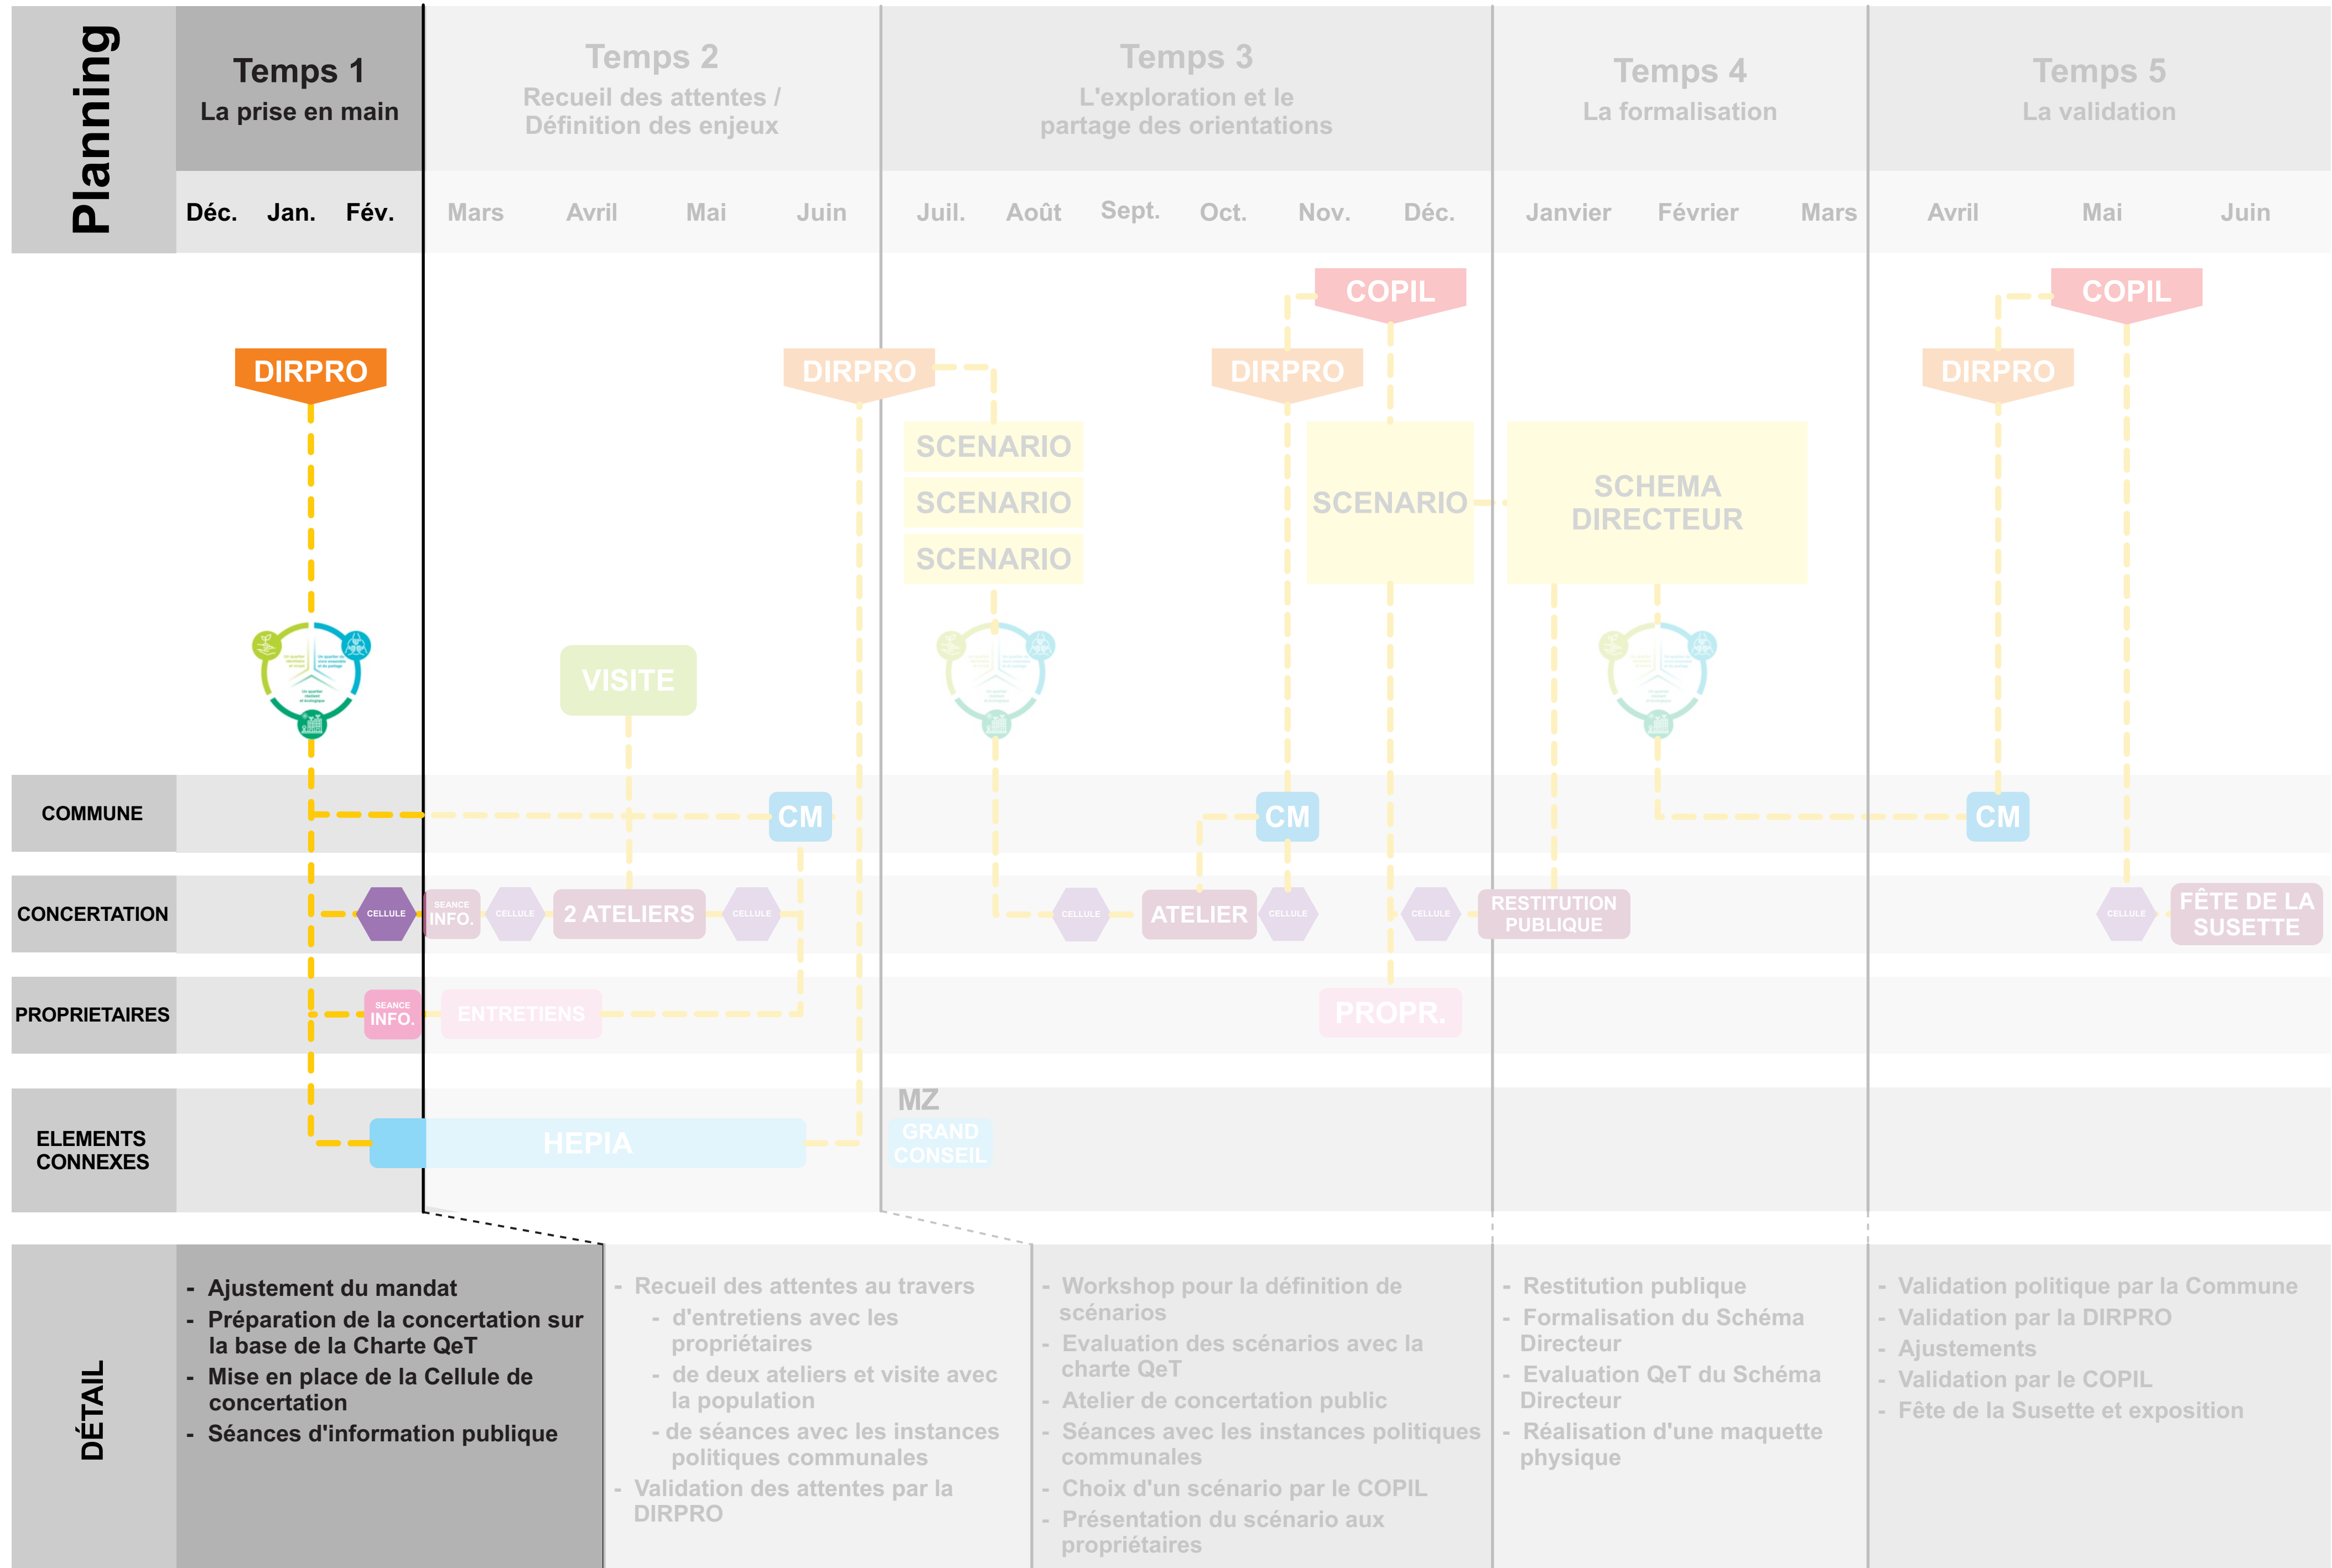 Planning
Temps 1
La prise en main
Temps 2
Recueil des attentes /
Définition des enjeux
Temps 3
L'exploration et le
partage des orientations
Temps 4
La formalisation
Temps 5
La validation
Déc. Jan. Fév. Mars Avril Mai Juin Juil. Août Sept. Oct. Nov. Déc. Janvier Février Mars Avril Mai Juin
COPIL COPIL
DIRPRO DIRPRO DIRPRO DIRPRO
SCENARIO
SCENARIO
SCENARIO
SCENARIO
SCHEMA
DIRECTEUR
VISITE
COMMUNE
CM CM CM
CONCERTATION
CELLULE
SEANCE
INFO.
CELLULE
2 ATELIERS
CELLULE
CELLULE
ATELIER
CELLULE
CELLULE
RESTITUTION
PUBLIQUE
CELLULE
FÊTE DE LA
SUSETTE
PROPRIETAIRES
SEANCE
INFO.
ENTRETIENS
PROPR.
ELEMENTS
CONNEXES
HEPIA
MZ
GRAND
CONSEIL
DÉTAIL
- Ajustement du mandat
- Préparation de la concertation sur
la base de la Charte QeT
- Mise en place de la Cellule de
concertation
- Séances d'information publique
- Recueil des attentes au travers
- d'entretiens avec les
propriétaires
- de deux ateliers et visite avec
la population
- de séances avec les instances
politiques communales
- Validation des attentes par la
DIRPRO
- Workshop pour la définition de
scénarios
- Evaluation des scénarios avec la
charte QeT
- Atelier de concertation public
- Séances avec les instances politiques
communales
- Choix d'un scénario par le COPIL
- Présentation du scénario aux
propriétaires
- Restitution publique
- Formalisation du Schéma
Directeur
- Evaluation QeT du Schéma
Directeur
- Réalisation d'une maquette
physique
- Validation politique par la Commune
- Validation par la DIRPRO
- Ajustements
- Validation par le COPIL
- Fête de la Susette et exposition